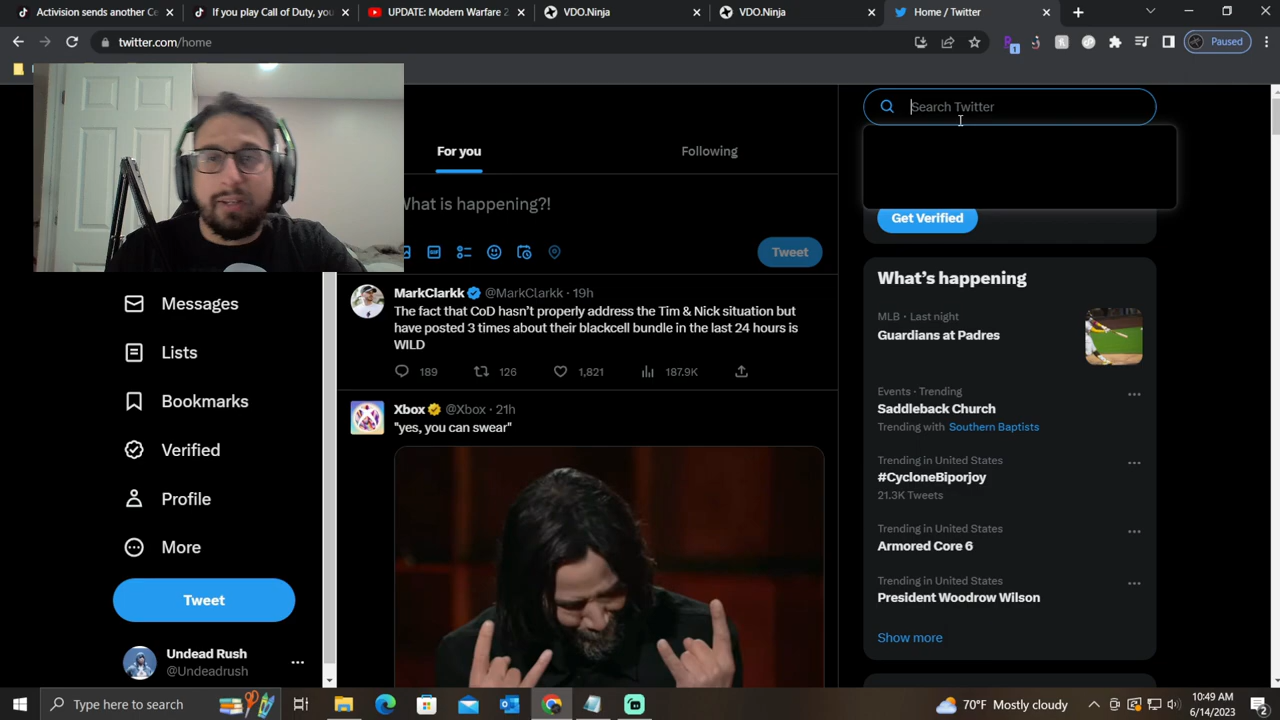 Activision sends another Ce
If you play Call of Duty, you
UPDATE: Modern Warfare 2
VDO.Ninja
VDO.Ninja
Home / Twitter
twitter.com/home
Paused
Search Twitter
For you
Following
What is happening?!
Tweet
Get Verified
What's happening
MLB · Last night
Guardians at Padres
Events · Trending
Saddleback Church
Trending with Southern Baptists
Trending in United States
#CycloneBiporjoy
21.3K Tweets
Trending in United States
Armored Core 6
Trending in United States
President Woodrow Wilson
Show more
MarkClarkk @MarkClarkk · 19h
The fact that CoD hasn't properly address the Tim & Nick situation but
have posted 3 times about their blackcell bundle in the last 24 hours is
WILD
189 126 1,821 187.9K
Xbox @Xbox · 21h
"yes, you can swear"
Messages
Lists
Bookmarks
Verified
Profile
More
Tweet
Undead Rush
@Undeadrush
Type here to search
70°F Mostly cloudy
10:49 AM
6/14/2023
2